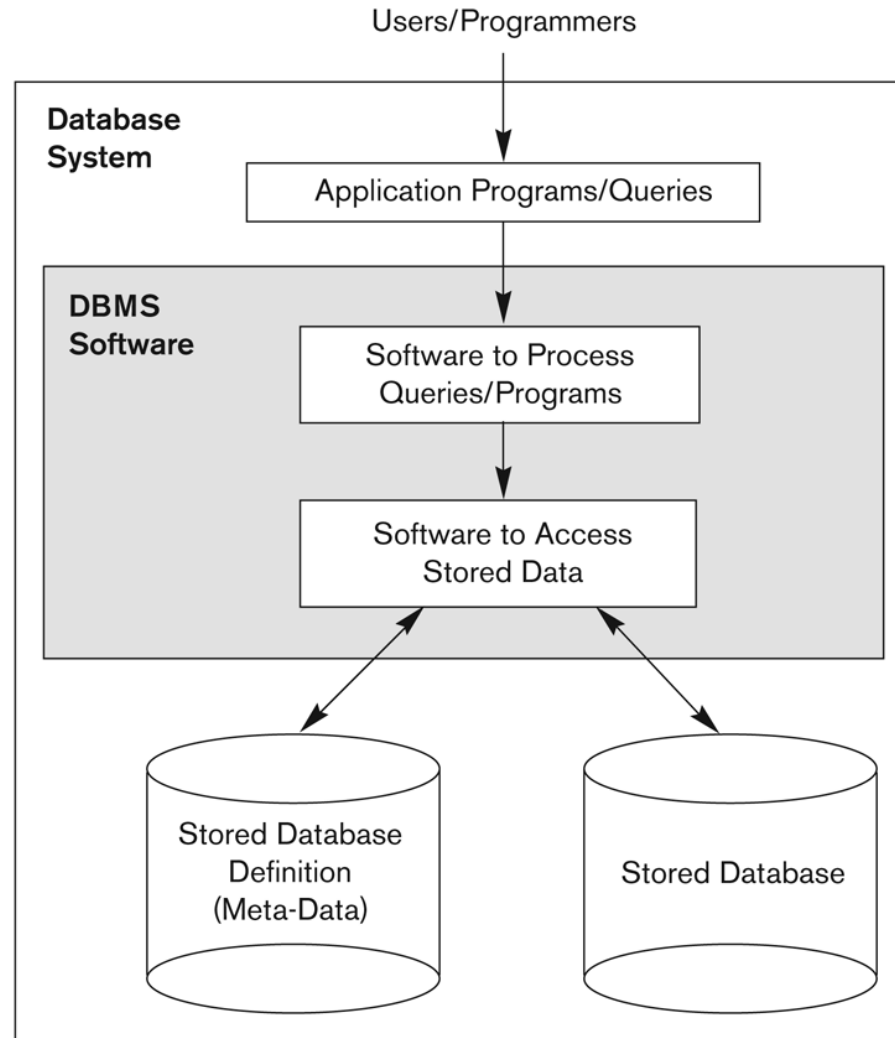 Users/Programmers
Database
System
Application Programs/Queries
DBMS
Software
Software to Process
Queries/Programs
Software to Access
Stored Data
Stored Database
Definition
(Meta-Data)
Stored Database